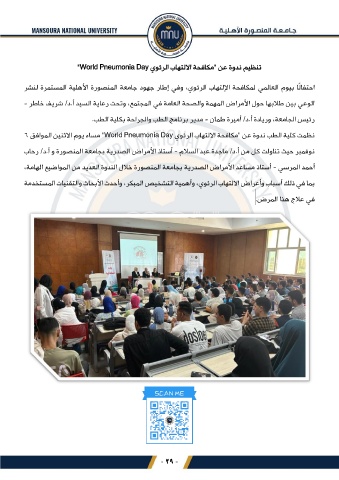 MANSOURA NATIONAL UNIVERSITY
جامعة المنصورة الأهلية
تنظيم ندوة عن "مكافحة الالتهاب الرئوي World Pneumonia Day"
احتفالًا بيوم العالمي لمكافحة الالتهاب الرئوي، وفي إطار جهود جامعة المنصورة الأهلية المستمرة لنشر
الوعي بين طلابها حول الأمراض المهمة والصحة العامة في المجتمع، وتحت رعاية السيد أ.د/ شريف خاطر -
رئيس الجامعة، وريادة أ.د/ أميرة طمان - مدير برنامج الطب والجراحة بكلية الطب.
نظمت كلية الطب ندوة عن "مكافحة الالتهاب الرئوي World Pneumonia Day" مساء يوم الاثنين الموافق ٦
نوفمبر حيث تناولت كل من أ.د/ ماجدة عبد السلام - أستاذ الأمراض الصدرية بجامعة المنصورة و أ.د/ رحاب
أحمد المرسي - أستاذ مساعد الأمراض الصدرية بجامعة المنصورة خلال الندوة العديد من المواضيع الهامة،
بما في ذلك أسباب وأعراض الالتهاب الرئوي، وأهمية التشخيص المبكر، وأحدث الأبحاث والتقنيات المستخدمة
في علاج هذا المرض.
SCAN ME
- ٢٩ -